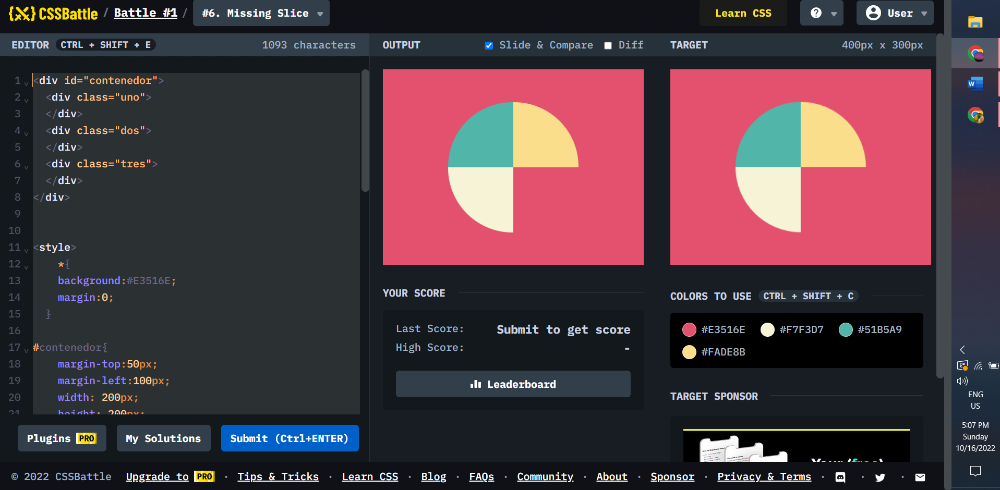 CSSBattle / Battle #1 / #6. Missing Slice
Learn CSS
User
EDITOR CTRL + SHIFT + E 1093 characters
1 <div id="contenedor">
2 <div class="uno">
3 </div>
4 <div class="dos">
5 </div>
6 <div class="tres">
7 </div>
8 </div>
9
10
11 <style>
12 *{
13 background:#E3516E;
14 margin:0;
15 }
16
17 #contenedor{
18 margin-top:50px;
19 margin-left:100px;
20 width: 200px;
21 height: 200px;
Plugins PRO
My Solutions
Submit (Ctrl+ENTER)
OUTPUT Slide & Compare Diff
YOUR SCORE
Last Score: Submit to get score
High Score: -
Leaderboard
TARGET 400px x 300px
COLORS TO USE CTRL + SHIFT + C
#E3516E #F7F3D7 #51B5A9
#FADE8B
TARGET SPONSOR
Your (free)
© 2022 CSSBattle Upgrade to PRO · Tips & Tricks · Learn CSS · Blog · FAQs · Community · About · Sponsor · Privacy & Terms · · ·
W
ENG
US
5:07 PM
Sunday
10/16/2022